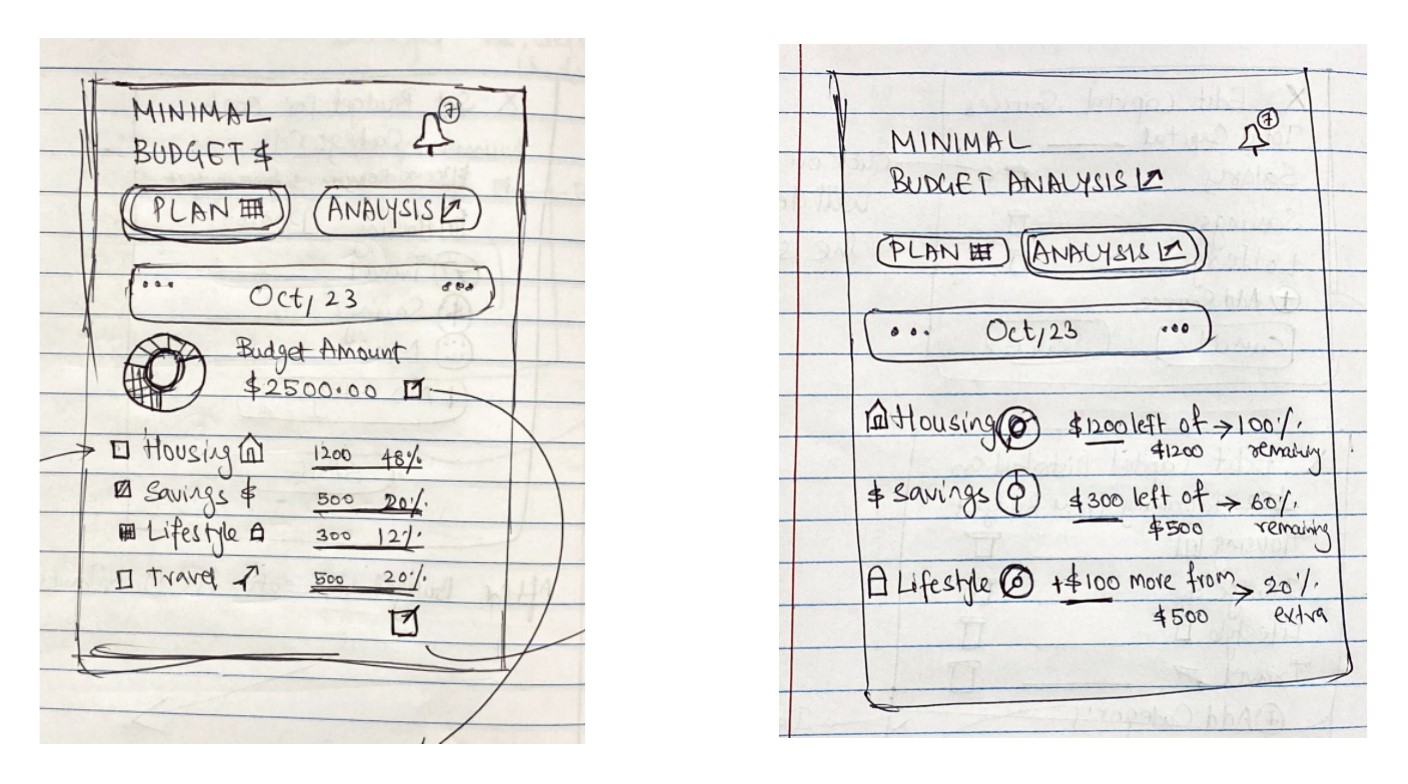 MINIMAL
BUDGET $
7
PLAN
ANALYSIS
... Oct, 23 ...
Budget Amount
$2500.00
Housing 1200 48%
Savings $ 500 20%
Lifestyle 300 12%
Travel 500 20%
MINIMAL
BUDGET ANALYSIS
7
PLAN
ANALYSIS
... Oct, 23 ...
Housing $1200 left of → 100%
$1200 remaining
$ Savings $300 left of → 60%
$500 remaining
Lifestyle +$100 more from → 20%
$500 extra